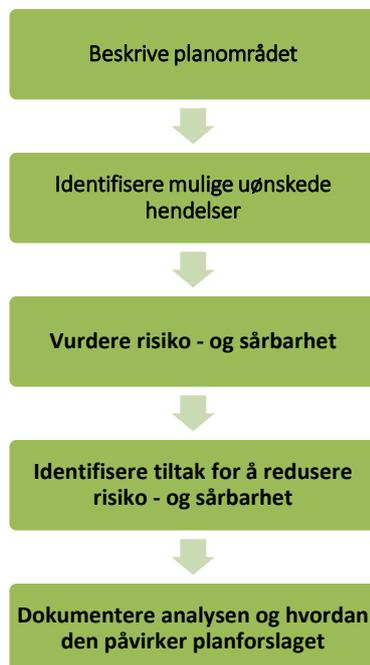 Beskrive planområdet
Identifisere mulige uønskede
hendelser
Vurdere risiko - og sårbarhet
Identifisere tiltak for å redusere
risiko - og sårbarhet
Dokumentere analysen og hvordan
den påvirker planforslaget